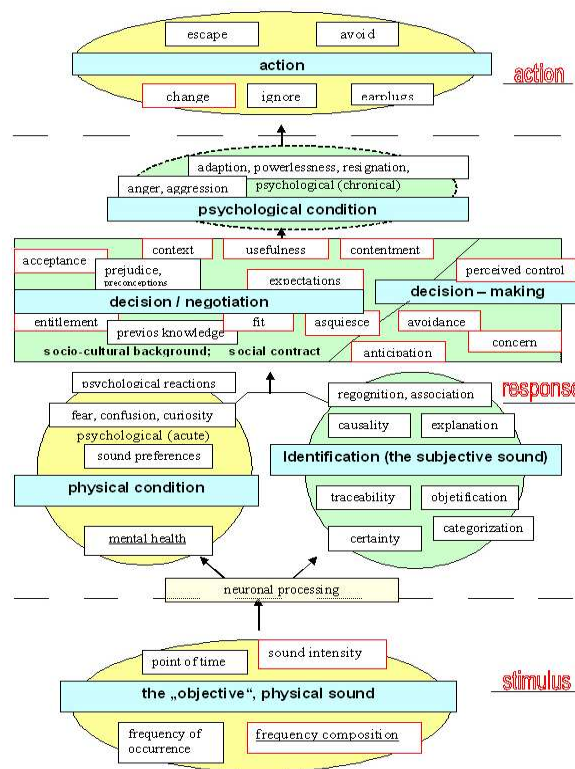 escape
avoid
action
action
change
ignore
earplugs
adaption, powerlessness, resignation,
anger, aggression
psychological (chronical)
psychological condition
context
usefulness
contentment
acceptance
prejudice,
preconceptions
expectations
perceived control
decision / negotiation
decision – making
entitlement
previos knowledge
fit
asquiesce
avoidance
concern
socio-cultural background; social contract
anticipation
response
psychological reactions
regognition, association
fear, confusion, curiosity
psychological (acute)
causality
explanation
sound preferences
Identification (the subjective sound)
physical condition
traceability
objetification
mental health
certainty
categorization
neuronal processing
point of time
sound intensity
stimulus
the „objective“, physical sound
frequency of
occurrence
frequency composition